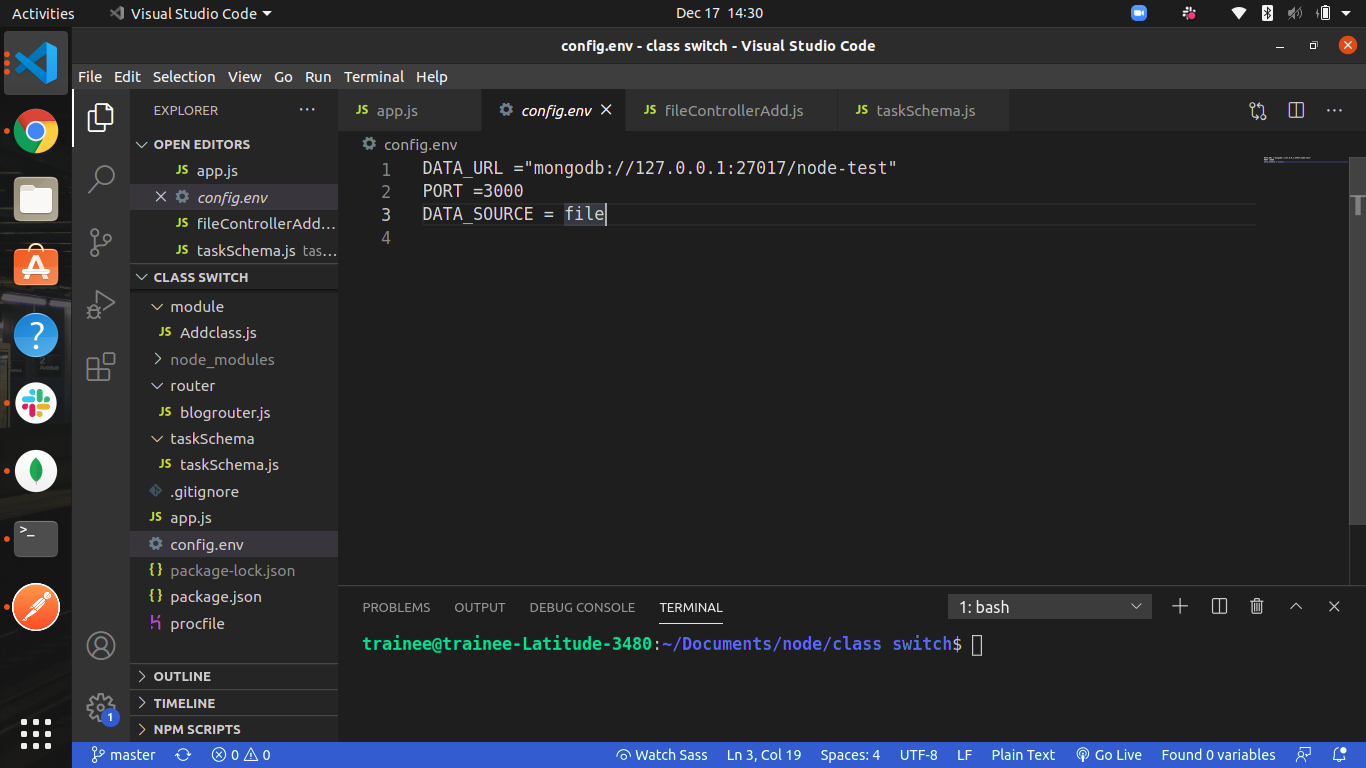 Activities Visual Studio Code Dec 17 14:30
config.env - class switch - Visual Studio Code
File Edit Selection View Go Run Terminal Help
EXPLORER
OPEN EDITORS
JS app.js
config.env
JS fileControllerAdd...
JS taskSchema.js tas...
CLASS SWITCH
module
JS Addclass.js
node_modules
router
JS blogrouter.js
taskSchema
JS taskSchema.js
.gitignore
JS app.js
config.env
{} package-lock.json
{} package.json
procfile
OUTLINE
TIMELINE
NPM SCRIPTS
JS app.js config.env JS fileControllerAdd.js JS taskSchema.js
config.env
1 DATA_URL ="mongodb://127.0.0.1:27017/node-test"
2 PORT =3000
3 DATA_SOURCE = file
4
PROBLEMS OUTPUT DEBUG CONSOLE TERMINAL 1: bash
trainee@trainee-Latitude-3480:~/Documents/node/class switch$
1
master 0 0 Watch Sass Ln 3, Col 19 Spaces: 4 UTF-8 LF Plain Text Go Live Found 0 variables